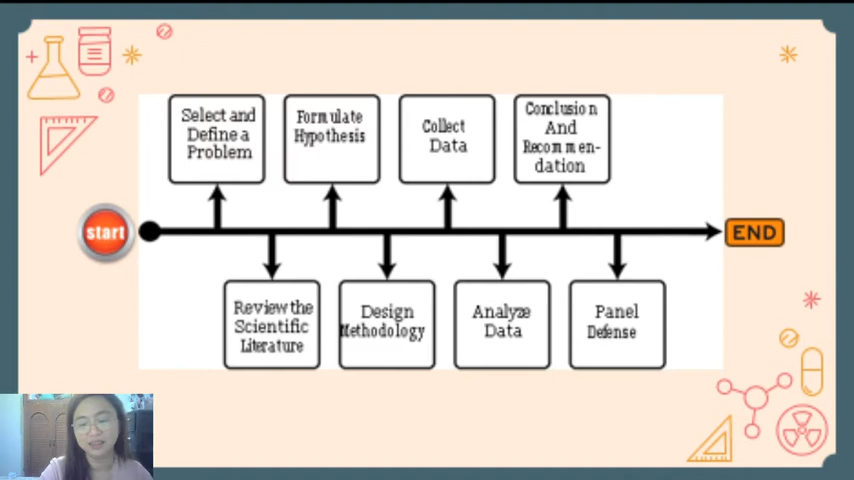 Select and
Define a
Problem
Formulate
Hypothesis
Collect
Data
Conclusion
And
Recommen-
dation
start
END
Review the
Scientific
Literature
Design
Methodology
Analyze
Data
Panel
Defense